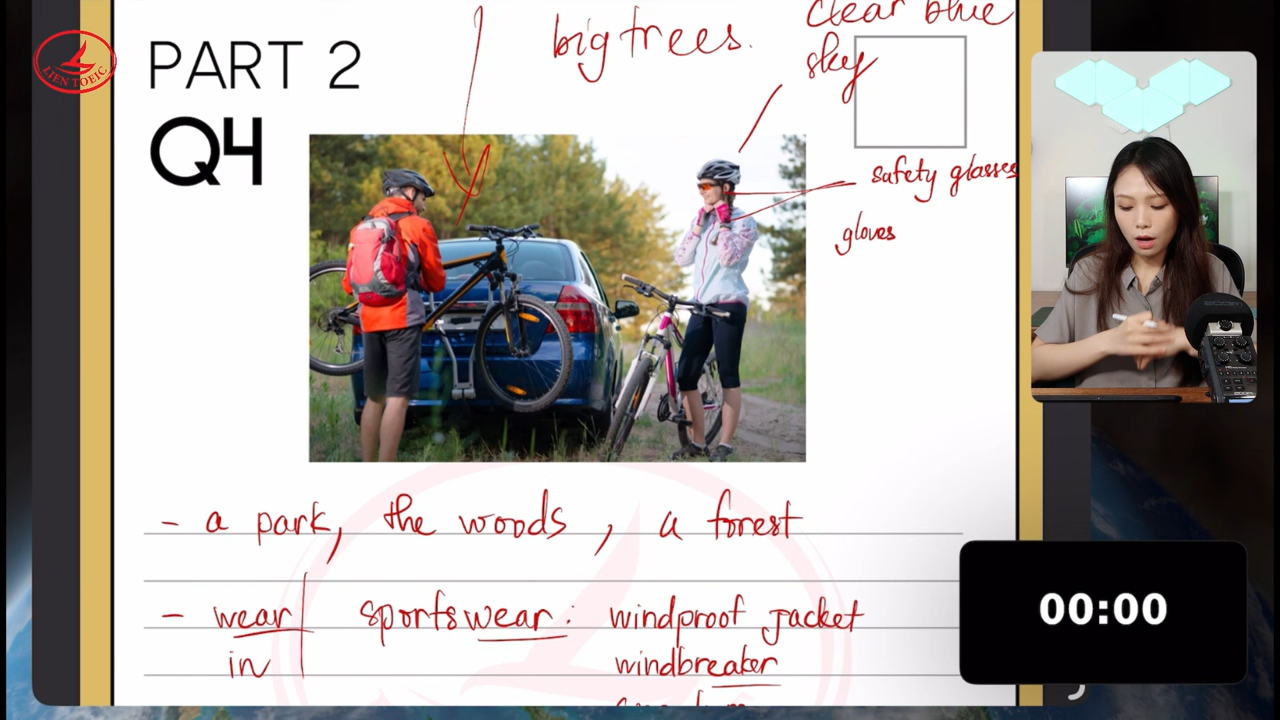 clear blue
big trees.
sky
LIEN TOEIC
PART 2
Q4
safety glasses
gloves
- a park, the woods, a forest
- wear sportswear: windproof jacket
in windbreaker
00:00